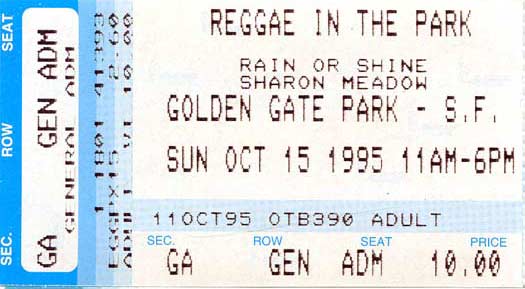 REGGAE IN THE PARK
RAIN OR SHINE
SHARON MEADOW
GOLDEN GATE PARK - S.F.
SUN OCT 15 1995 11AM-6PM
11OCT95 OTB390 ADULT
SEC. ROW SEAT PRICE
GA GEN ADM 10.00
SEC. ROW SEAT
GA GEN ADM
GENERAL ADM